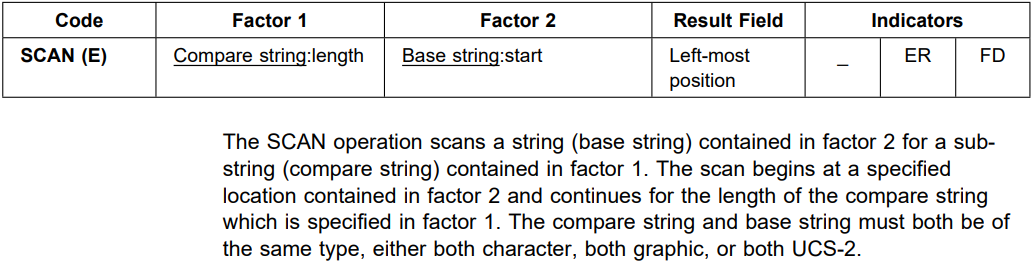 Code Factor 1 Factor 2 Result Field Indicators
SCAN (E) Compare string:length Base string:start Left-most position _ ER FD
The SCAN operation scans a string (base string) contained in factor 2 for a sub-
string (compare string) contained in factor 1. The scan begins at a specified
location contained in factor 2 and continues for the length of the compare string
which is specified in factor 1. The compare string and base string must both be of
the same type, either both character, both graphic, or both UCS-2.